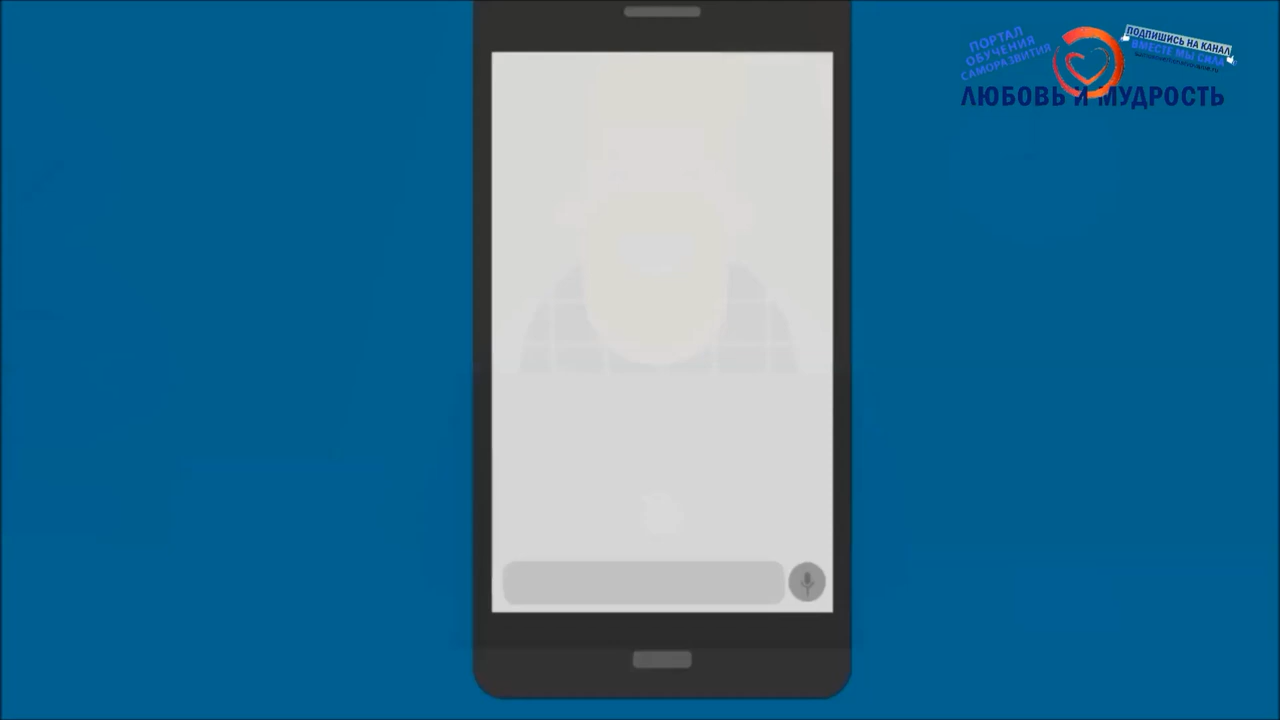 ПОРТАЛ
ОБУЧЕНИЯ
САМОРАЗВИТИЯ
ПОДПИШИСЬ НА КАНАЛ
ВМЕСТЕ МЫ СИЛА
ЛЮБОВЬ И МУДРОСТЬ